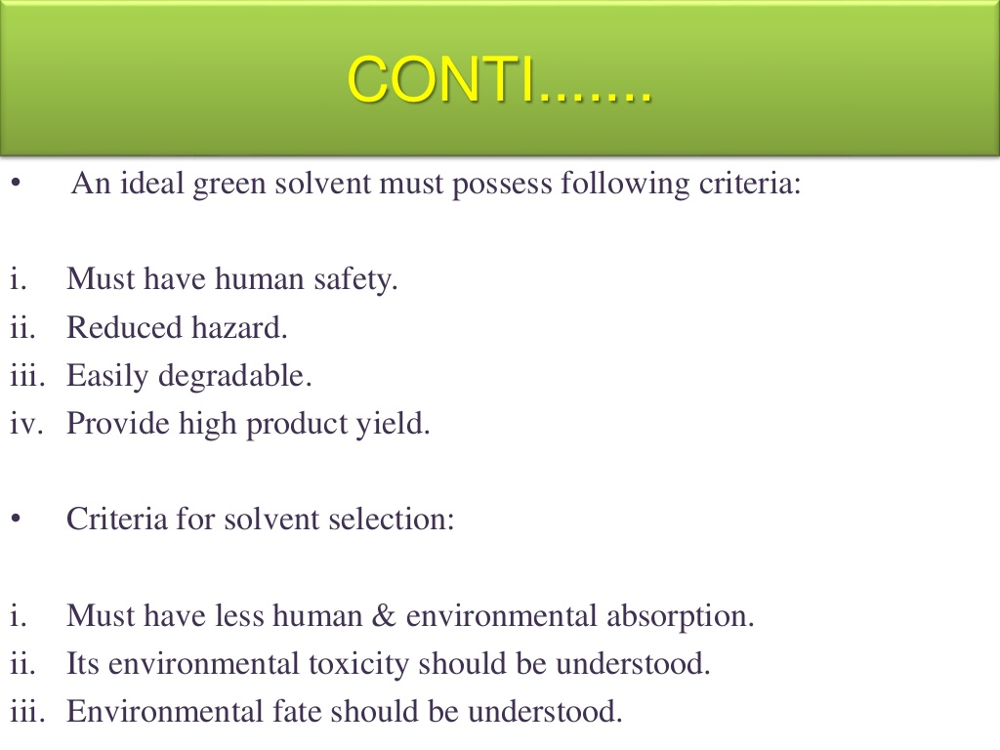 CONTI.......
• An ideal green solvent must possess following criteria:
i. Must have human safety.
ii. Reduced hazard.
iii. Easily degradable.
iv. Provide high product yield.
• Criteria for solvent selection:
i. Must have less human & environmental absorption.
ii. Its environmental toxicity should be understood.
iii. Environmental fate should be understood.